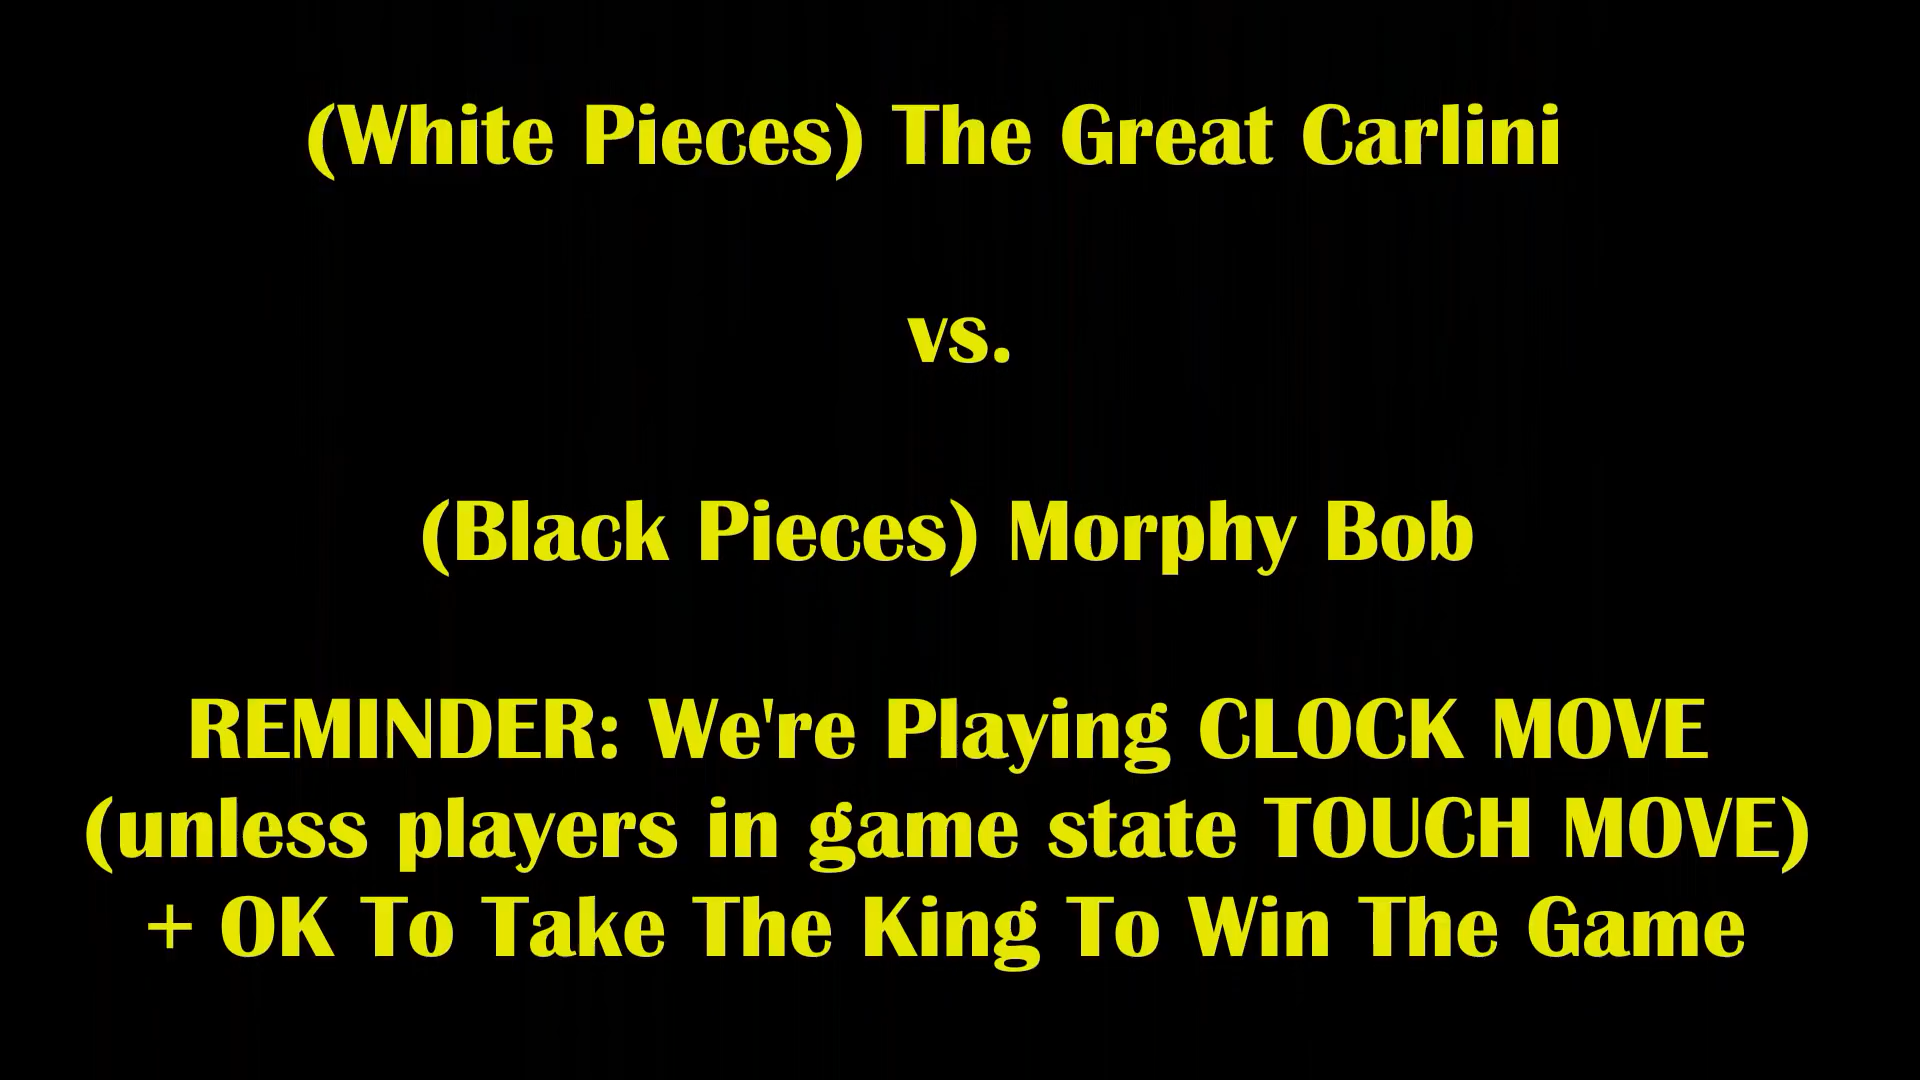 (White Pieces) The Great Carlini
vs.
(Black Pieces) Morphy Bob
REMINDER: We're Playing CLOCK MOVE
(unless players in game state TOUCH MOVE)
+ OK To Take The King To Win The Game